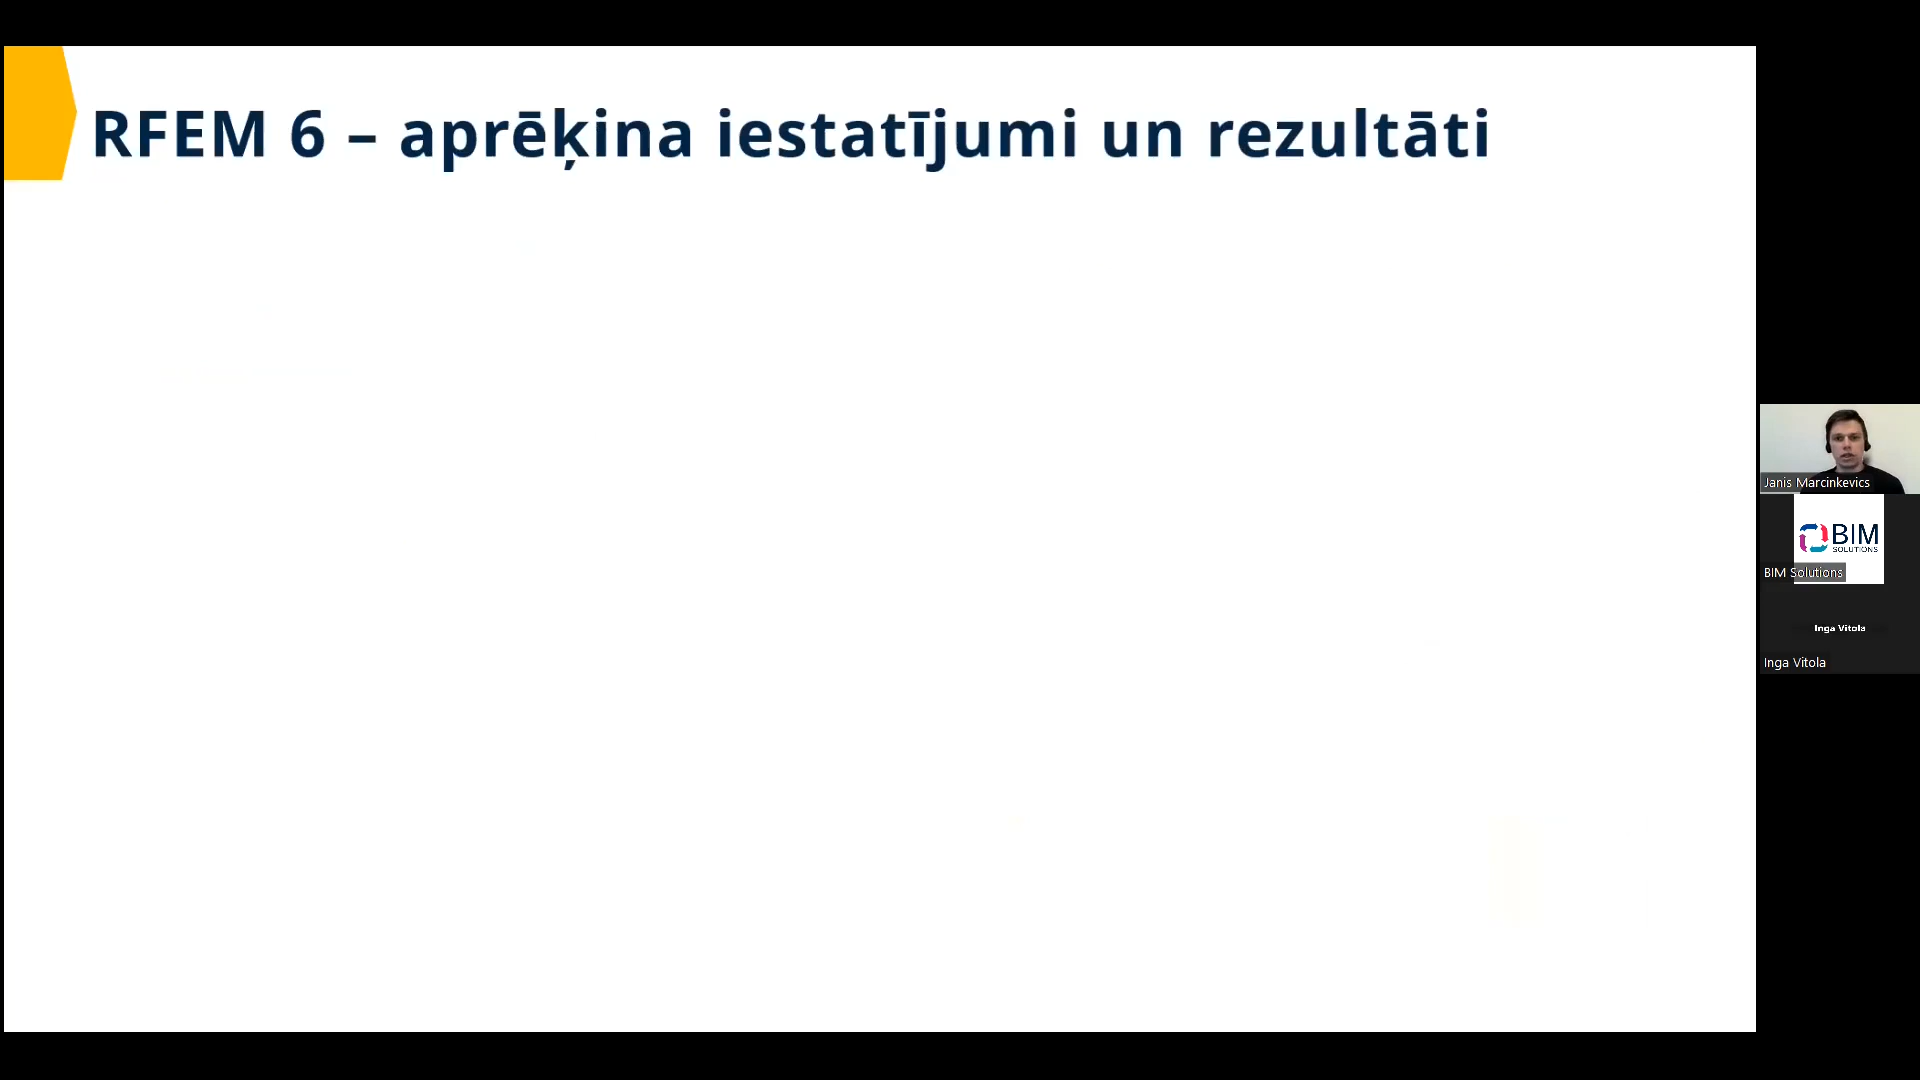 RFEM 6 – aprēķina iestatījumi un rezultāti
Janis Marcinkevics
BIM
SOLUTIONS
BIM Solutions
Inga Vitola
Inga Vitola